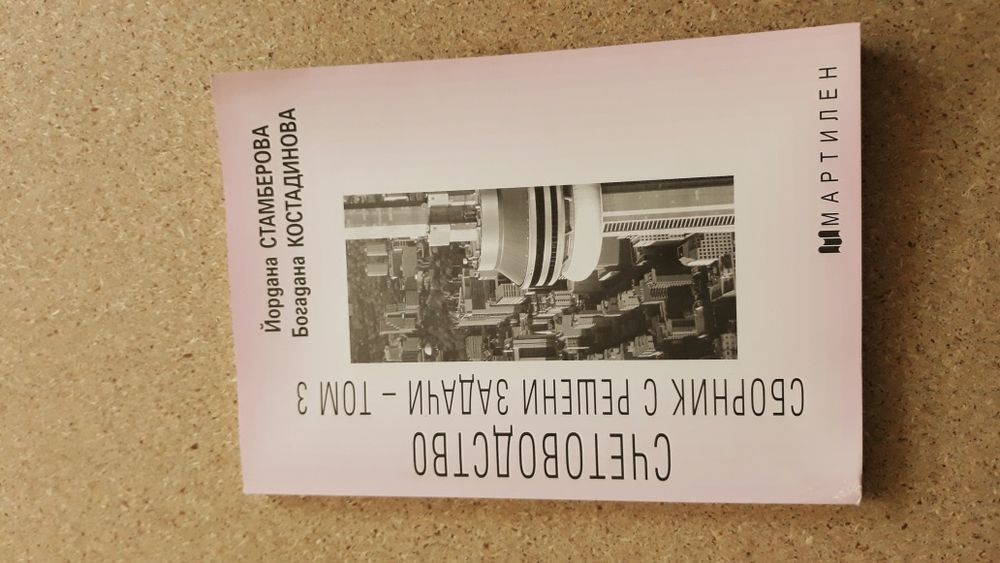 Йордана СТАМБЕРОВА
Богадана КОСТАДИНОВА
СЧЕТОВОДСТВО
СБОРНИК С РЕШЕНИ ЗАДАЧИ – ТОМ 3
МАРТИЛЕН